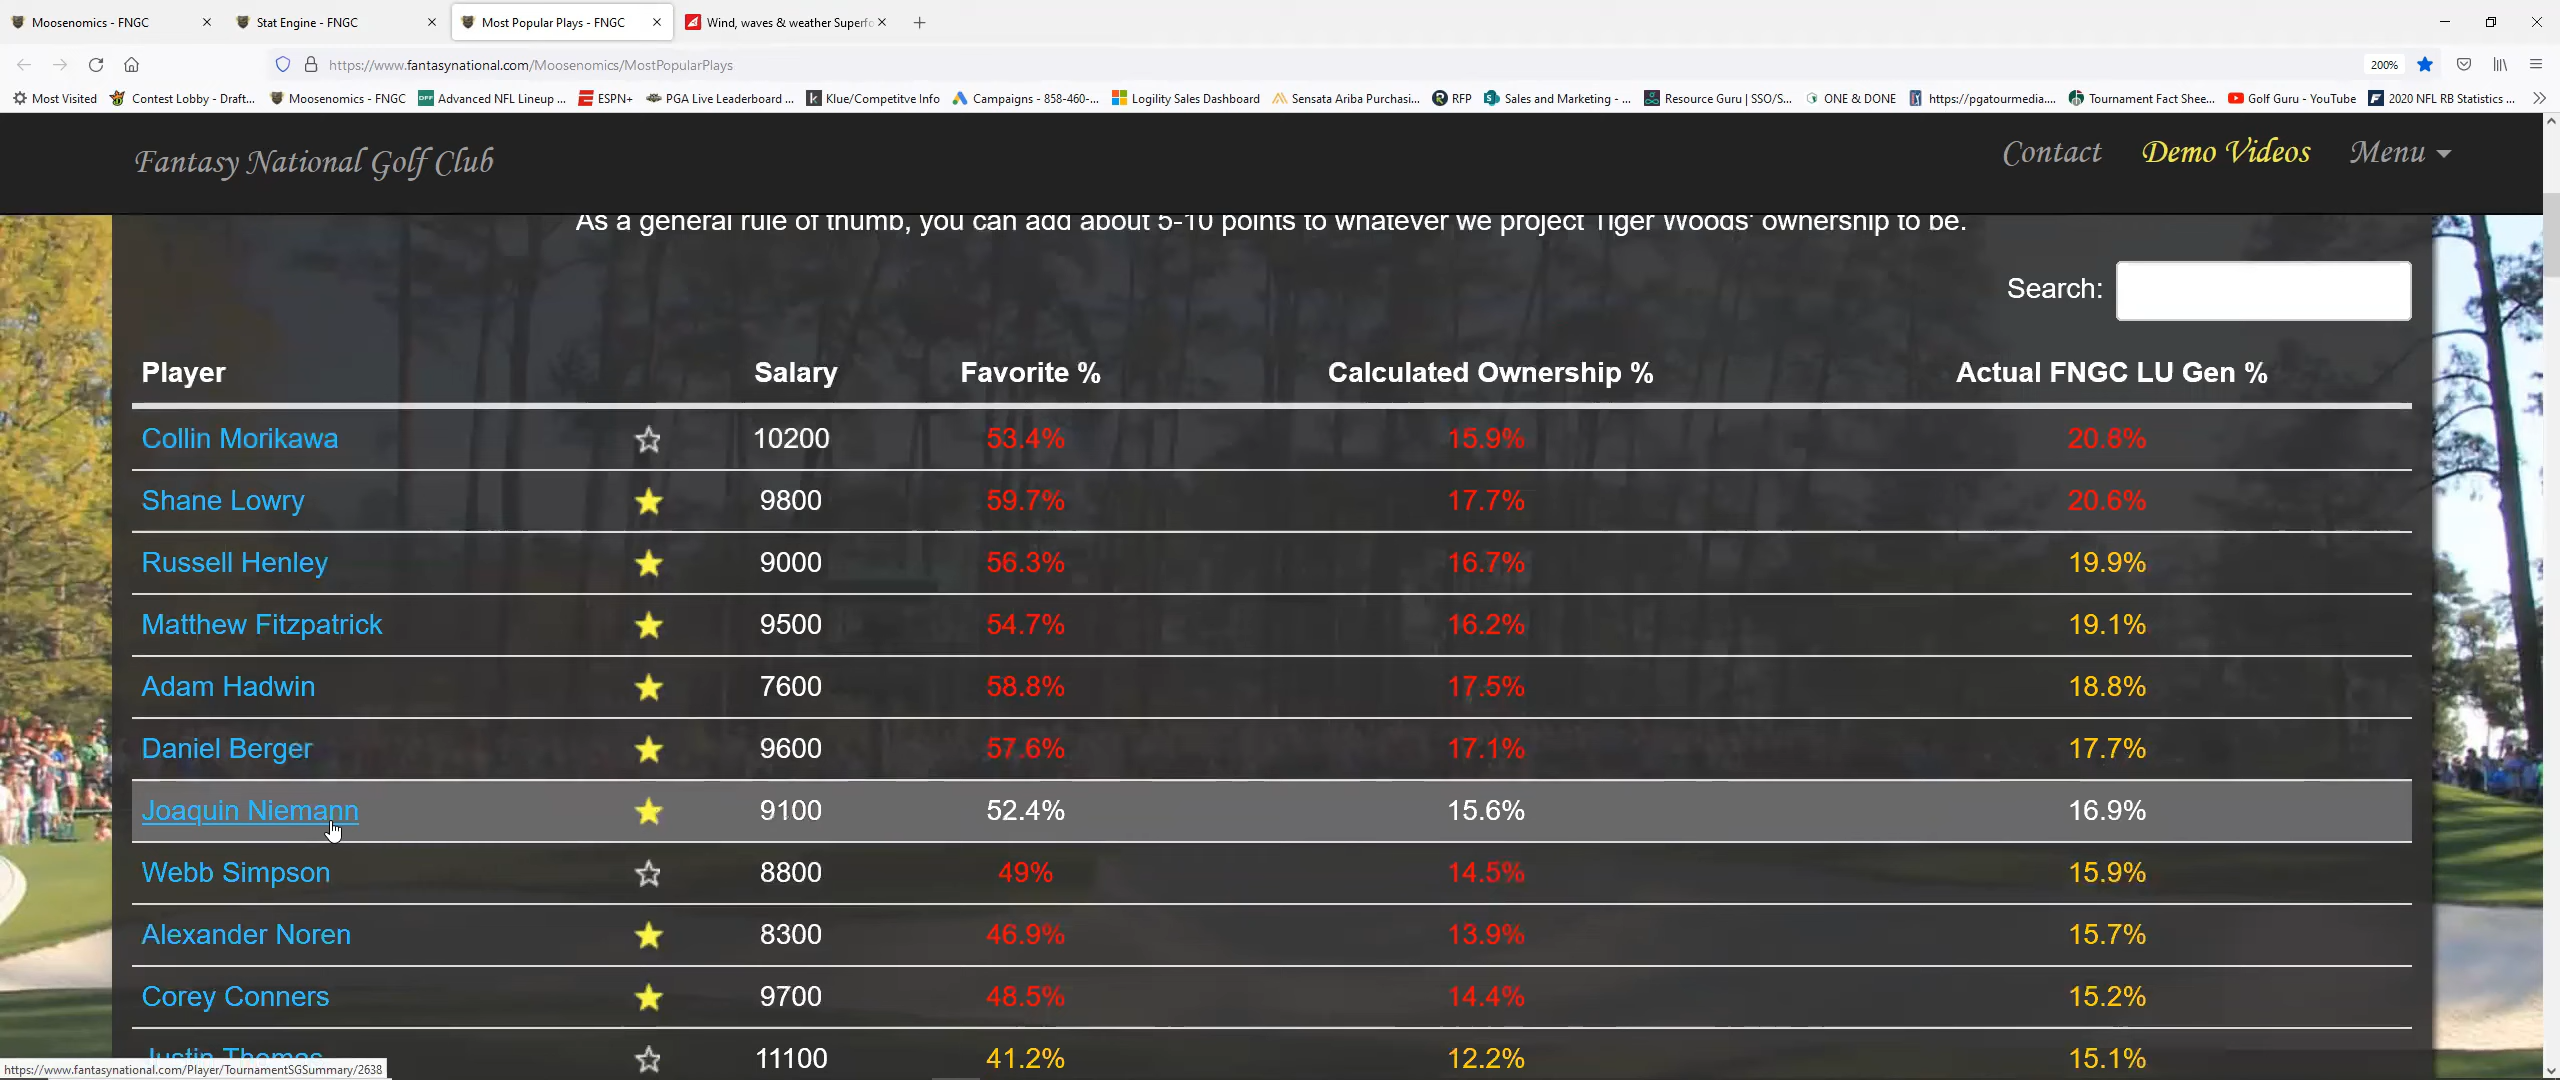 Moosenomics - FNGC
Stat Engine - FNGC
Most Popular Plays - FNGC
Wind, waves & weather Superfo
https://www.fantasynational.com/Moosenomics/MostPopularPlays
200%
Most Visited
Contest Lobby - Draft...
Moosenomics - FNGC
Advanced NFL Lineup ...
ESPN+
PGA Live Leaderboard ...
Klue/Competitve Info
Campaigns - 858-460-...
Logility Sales Dashboard
Sensata Ariba Purchasi...
RFP
Sales and Marketing - ...
Resource Guru | SSO/S...
ONE & DONE
https://pgatourmedia....
Tournament Fact Shee...
Golf Guru - YouTube
2020 NFL RB Statistics ...
Fantasy National Golf Club
Contact Demo Videos Menu
As a general rule of thumb, you can add about 5-10 points to whatever we project Tiger Woods' ownership to be.
Search:
Player Salary Favorite % Calculated Ownership % Actual FNGC LU Gen %
Collin Morikawa 10200 53.4% 15.9% 20.8%
Shane Lowry 9800 59.7% 17.7% 20.6%
Russell Henley 9000 56.3% 16.7% 19.9%
Matthew Fitzpatrick 9500 54.7% 16.2% 19.1%
Adam Hadwin 7600 58.8% 17.5% 18.8%
Daniel Berger 9600 57.6% 17.1% 17.7%
Joaquin Niemann 9100 52.4% 15.6% 16.9%
Webb Simpson 8800 49% 14.5% 15.9%
Alexander Noren 8300 46.9% 13.9% 15.7%
Corey Conners 9700 48.5% 14.4% 15.2%
Justin Thomas 11100 41.2% 12.2% 15.1%
https://www.fantasynational.com/Player/TournamentSGSummary/2638